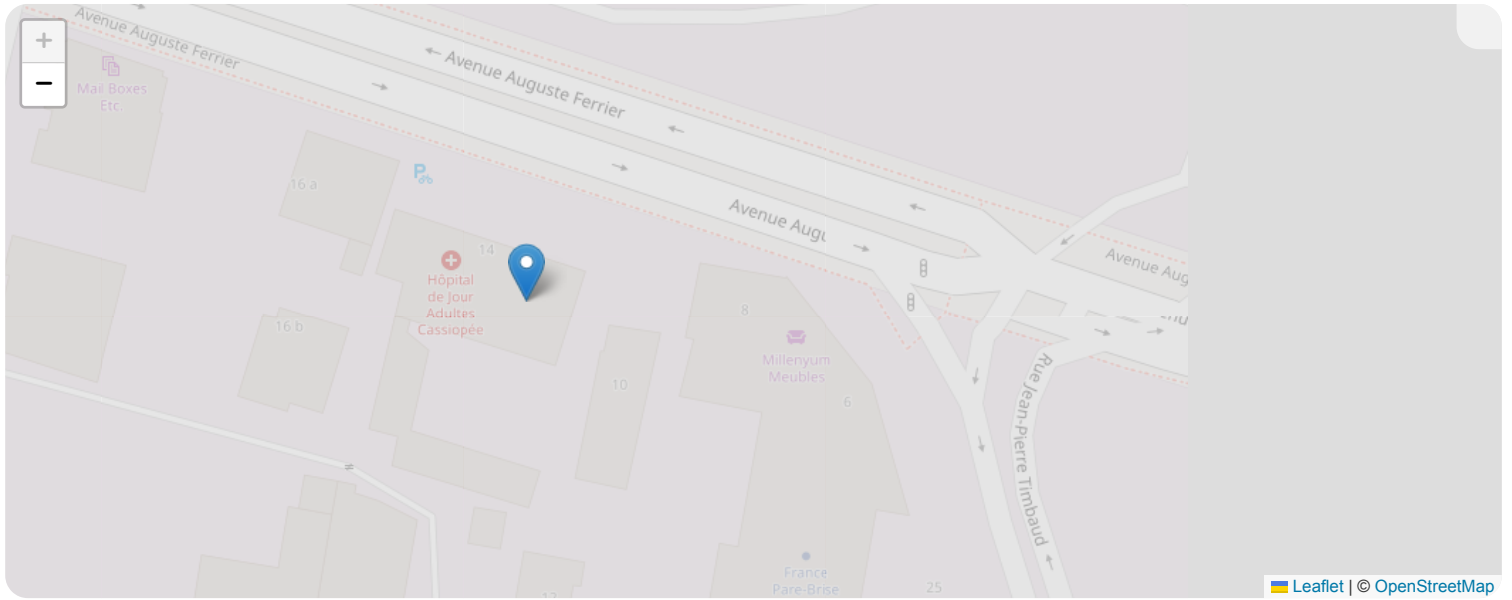 +
−
Avenue Auguste Ferrier
Avenue Auguste Ferrier
Mail Boxes
Etc.
16 a
P
Avenue Augu
14
Hôpital
de Jour
Adultes
Cassiopée
Avenue Aug
16 b
8
Millenyum
Meubles
10
6
Rue Jean-Pierre Timbaud
France
Pare-Brise
25
12
Leaflet | © OpenStreetMap